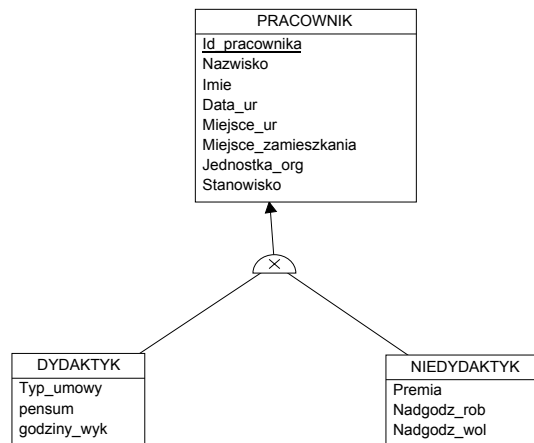 PRACOWNIK
Id_pracownika
Nazwisko
Imie
Data_ur
Miejsce_ur
Miejsce_zamieszkania
Jednostka_org
Stanowisko
DYDAKTYK
Typ_umowy
pensum
godziny_wyk
NIEDYDAKTYK
Premia
Nadgodz_rob
Nadgodz_wol